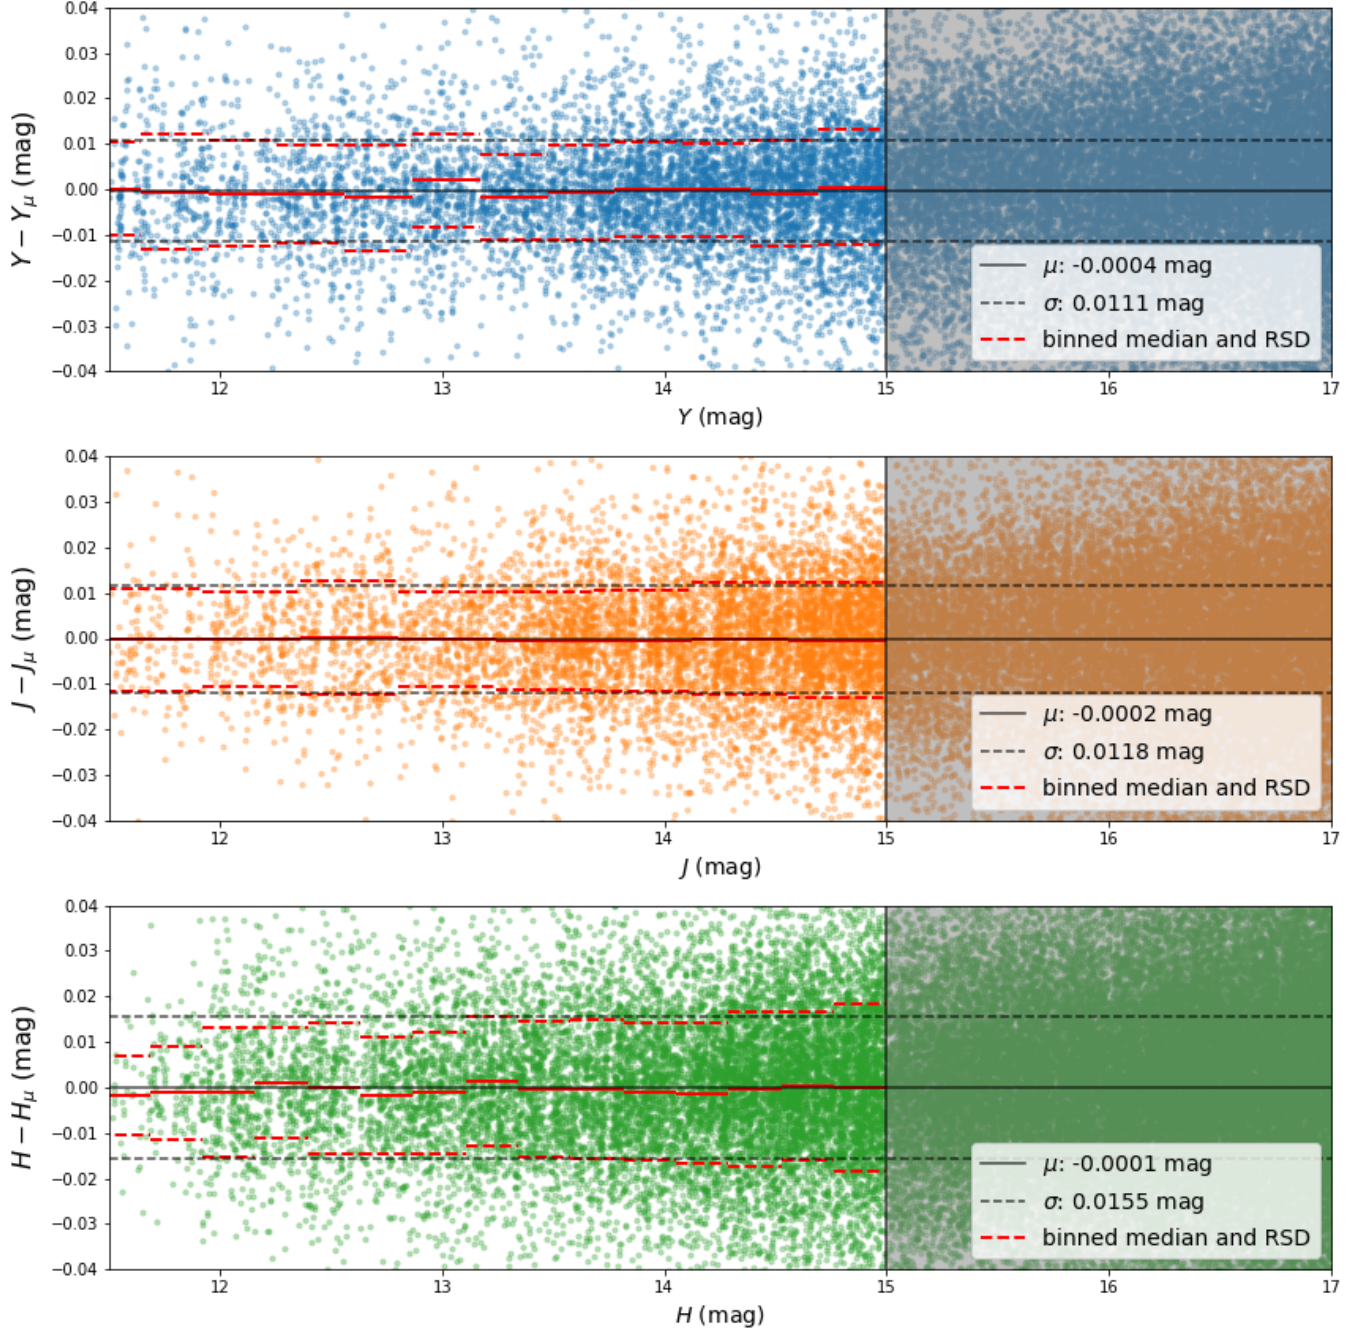 0.04
0.03
0.02
0.01
0.00
−0.01
−0.02
−0.03
−0.04
Y − Yμ (mag)
μ: -0.0004 mag
σ: 0.0111 mag
binned median and RSD
12 13 14 15 16 17
Y (mag)
0.04
0.03
0.02
0.01
0.00
−0.01
−0.02
−0.03
−0.04
J − Jμ (mag)
μ: -0.0002 mag
σ: 0.0118 mag
binned median and RSD
12 13 14 15 16 17
J (mag)
0.04
0.03
0.02
0.01
0.00
−0.01
−0.02
−0.03
−0.04
H − Hμ (mag)
μ: -0.0001 mag
σ: 0.0155 mag
binned median and RSD
12 13 14 15 16 17
H (mag)